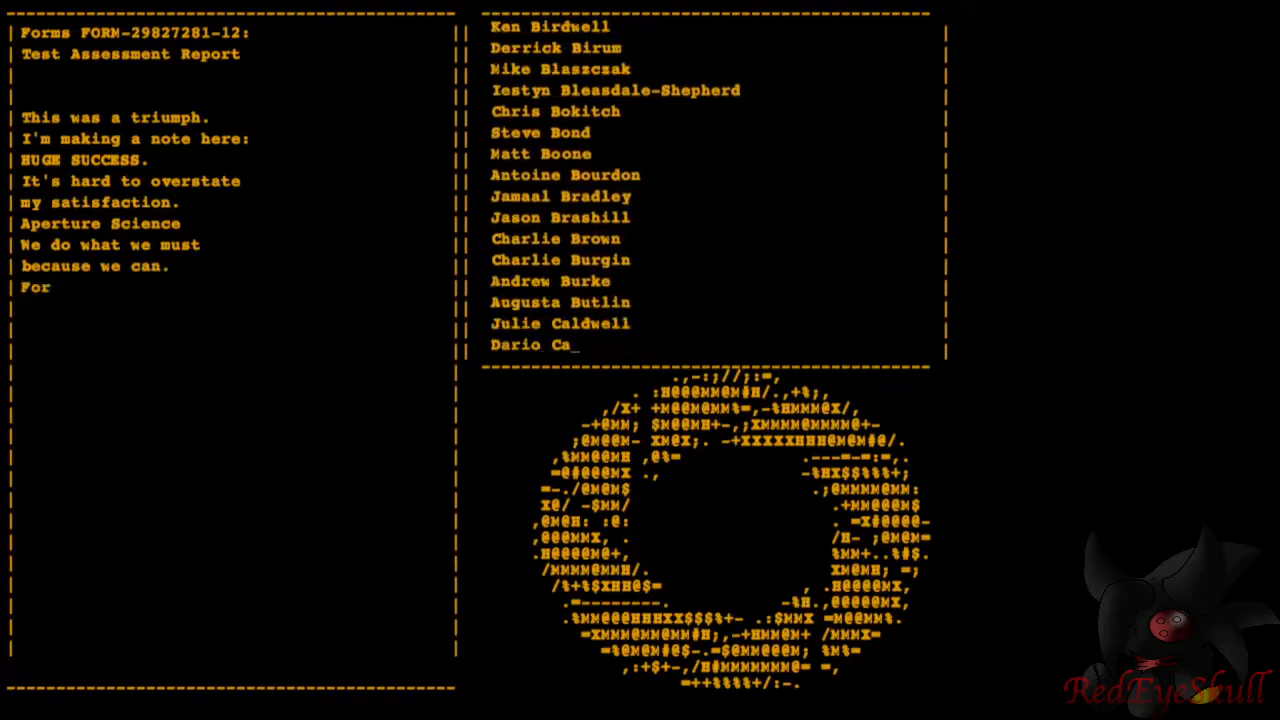 Forms FORM-29827281-12:
Test Assessment Report
This was a triumph.
I'm making a note here:
HUGE SUCCESS.
It's hard to overstate
my satisfaction.
Aperture Science
We do what we must
because we can.
For
Ken Birdwell
Derrick Birum
Mike Blaszczak
Iestyn Bleasdale-Shepherd
Chris Bokitch
Steve Bond
Matt Boone
Antoine Bourdon
Jamaal Bradley
Jason Brashill
Charlie Brown
Charlie Burgin
Andrew Burke
Augusta Butlin
Julie Caldwell
Dario Ca_
RedEyeSkull